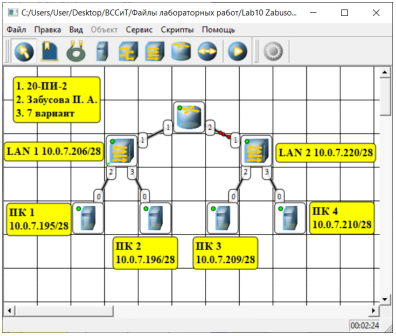 C:/Users/User/Desktop/ВССиТ/Файлы лабораторных работ/Lab10 Zabuso...
Файл Правка Вид Объект Сервис Скрипты Помощь
1. 20-ПИ-2
2. Забусова П. А.
3. 7 вариант
1 2
LAN 1 10.0.7.206/28
1
1
LAN 2 10.0.7.220/28
2 3
2 3
0 0 0 0
ПК 1
10.0.7.195/28
ПК 4
10.0.7.210/28
ПК 2
10.0.7.196/28
ПК 3
10.0.7.209/28
00:02:24